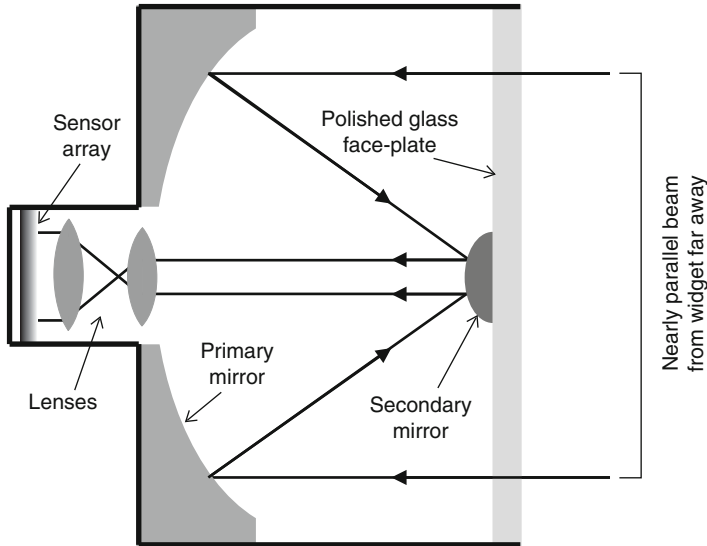 Sensor
array
Polished glass
face-plate
Nearly parallel beam
from widget far away
Primary
mirror
Lenses
Secondary
mirror